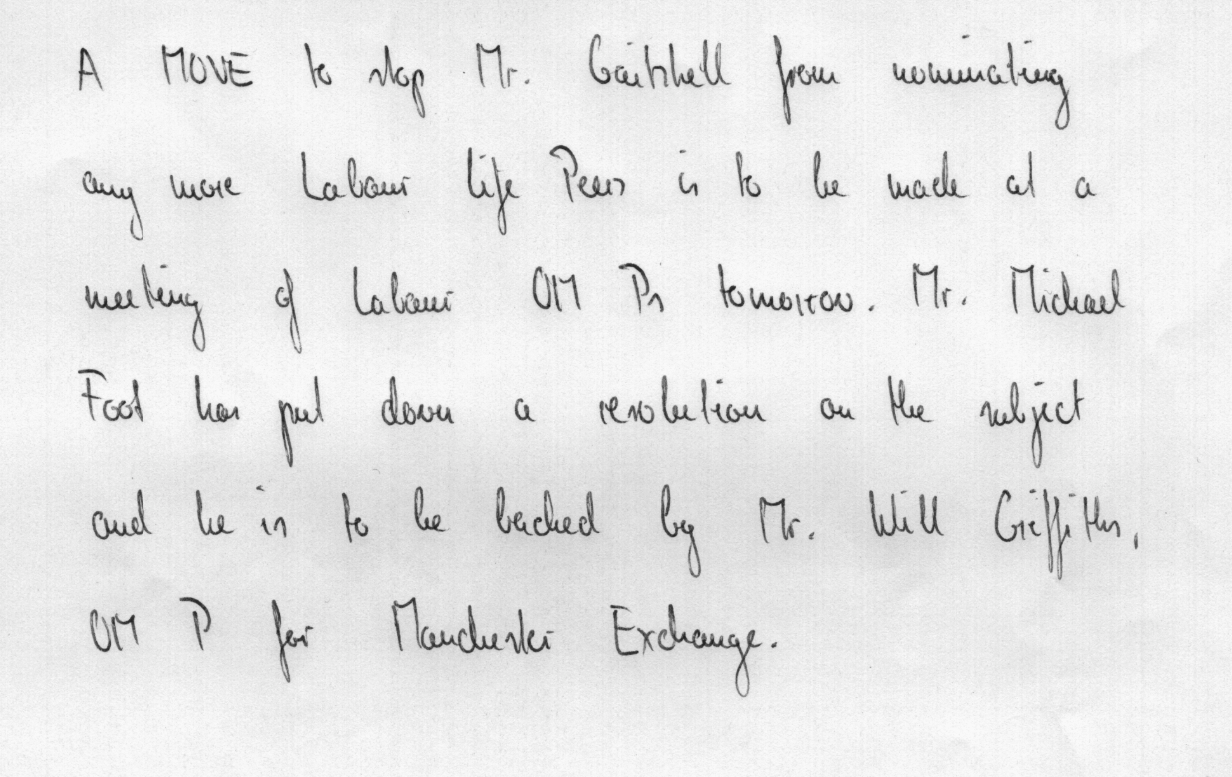 A MOVE to stop Mr. Gaitskell from nominating
any more Labour Life Peers is to be made at a
meeting of Labour OM Ps tomorrow. Mr. Michael
Foot has put down a resolution on the subject
and he is to be backed by Mr. Will Griffiths,
OM P for Manchester Exchange.